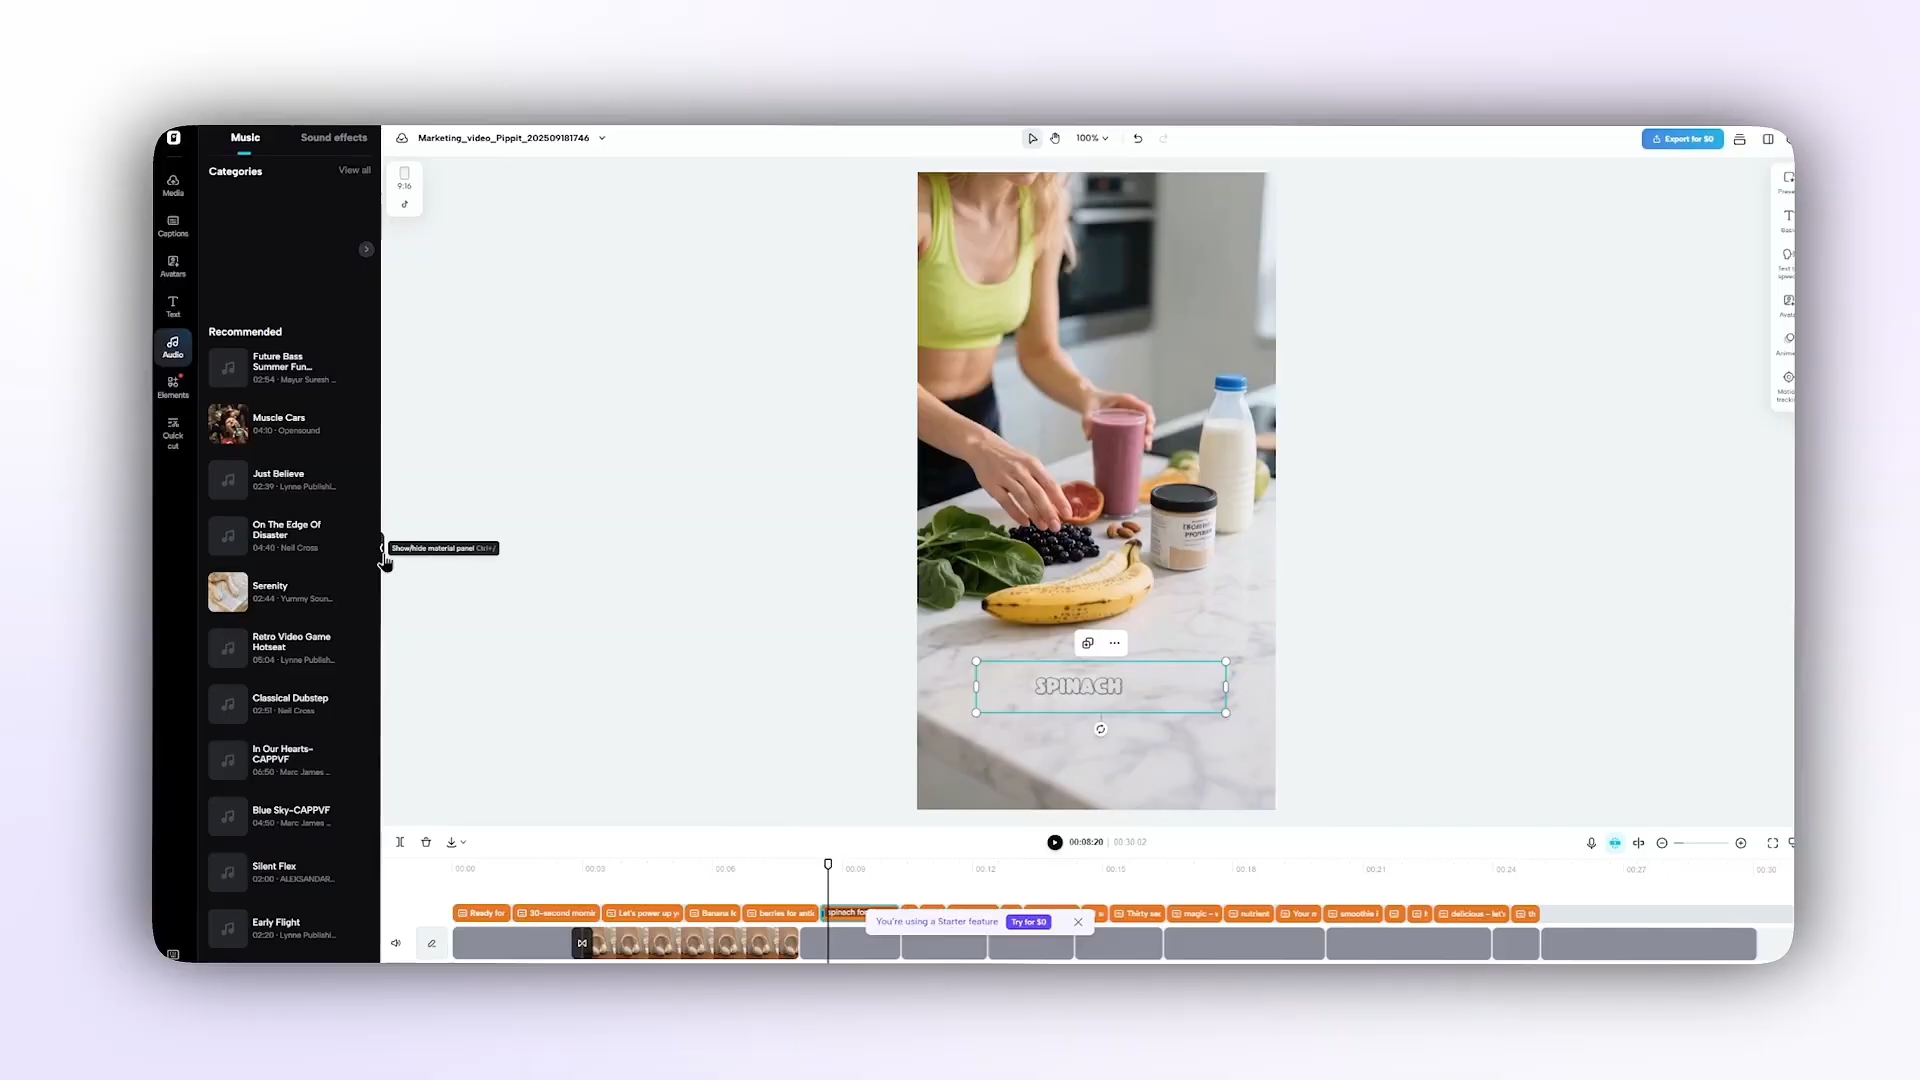 Music
Sound effects
Marketing_video_Pippit_202509181746
100%
Export for $0
Categories
View all
9:16
Media
Captions
Avatars
Text
Audio
Elements
Quick
cut
Recommended
Future Bass
Summer Fun...
02:54 · Mayur Suresh ...
Muscle Cars
04:10 · Opensound
Just Believe
02:39 · Lynne Publishi...
On The Edge Of
Disaster
04:40 · Neil Cross
Serenity
02:44 · Yummy Soun...
Retro Video Game
Hotseat
05:04 · Lynne Publish...
Classical Dubstep
02:51 · Neil Cross
In Our Hearts-
CAPPVF
06:50 · Marc James ...
Blue Sky-CAPPVF
04:50 · Marc James ...
Silent Flex
02:00 · ALEKSANDAR...
Early Flight
02:20 · Lynne Publishi...
Show/hide material panel Ctrl+/
SPINACH
00:08:20 | 00:30:02
00:00
00:03
00:06
00:09
00:12
00:15
00:18
00:21
00:24
00:27
00:30
Ready for
30-second mornir
Let's power up y
Banana fo
berries for antic
spinach for
Thirty sec
magic – v
nutrient
Your m
smoothie i
delicious – let's
th
You're using a Starter feature
Try for $0